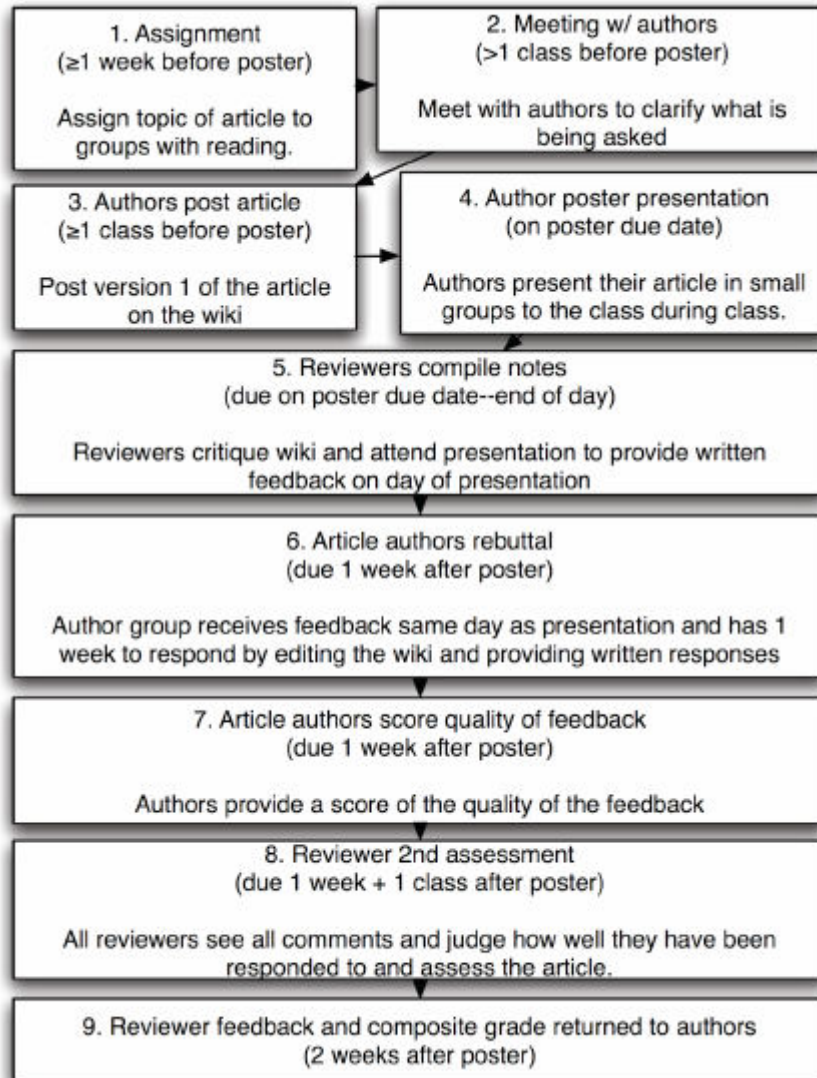 1. Assignment
(≥1 week before poster)
Assign topic of article to
groups with reading.
2. Meeting w/ authors
(>1 class before poster)
Meet with authors to clarify what is
being asked
3. Authors post article
(≥1 class before poster)
Post version 1 of the article
on the wiki
4. Author poster presentation
(on poster due date)
Authors present their article in small
groups to the class during class.
5. Reviewers compile notes
(due on poster due date--end of day)
Reviewers critique wiki and attend presentation to provide written
feedback on day of presentation
6. Article authors rebuttal
(due 1 week after poster)
Author group receives feedback same day as presentation and has 1
week to respond by editing the wiki and providing written responses
7. Article authors score quality of feedback
(due 1 week after poster)
Authors provide a score of the quality of the feedback
8. Reviewer 2nd assessment
(due 1 week + 1 class after poster)
All reviewers see all comments and judge how well they have been
responded to and assess the article.
9. Reviewer feedback and composite grade returned to authors
(2 weeks after poster)